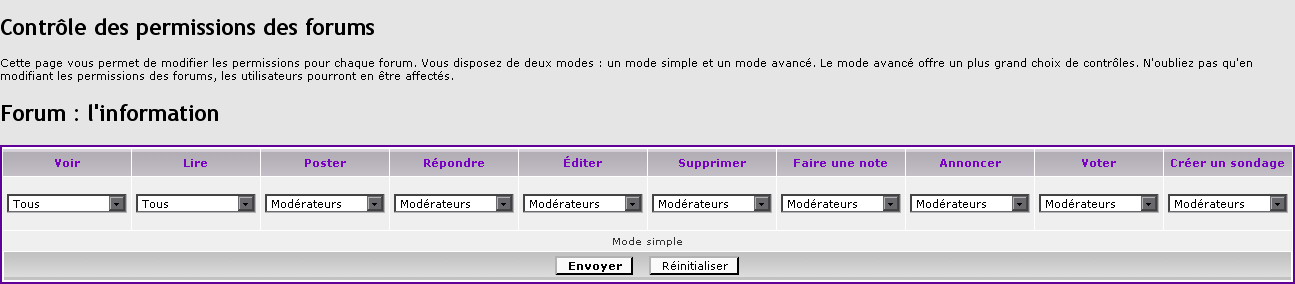 Contrôle des permissions des forums
Cette page vous permet de modifier les permissions pour chaque forum. Vous disposez de deux modes : un mode simple et un mode avancé. Le mode avancé offre un plus grand choix de contrôles. N'oubliez pas qu'en
modifiant les permissions des forums, les utilisateurs pourront en être affectés.
Forum : l'information
Voir Lire Poster Répondre Éditer Supprimer Faire une note Annoncer Voter Créer un sondage
Tous Tous Modérateurs Modérateurs Modérateurs Modérateurs Modérateurs Modérateurs Modérateurs Modérateurs
Mode simple
Envoyer Réinitialiser